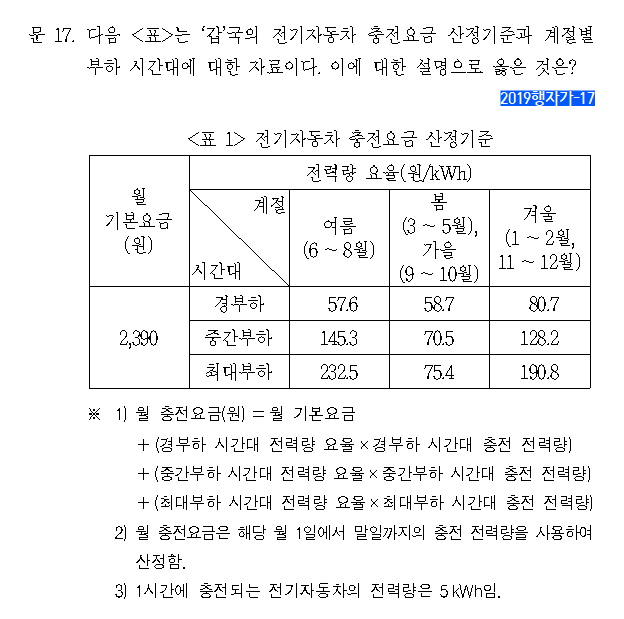 문 17. 다음 <표>는 ‘갑’국의 전기자동차 충전요금 산정기준과 계절별
부하 시간대에 대한 자료이다. 이에 대한 설명으로 옳은 것은?
2019행자가-17
<표 1> 전기자동차 충전요금 산정기준
월
기본요금
(원)
전력량 요율(원/kWh)
계절
시간대
여름
(6 ~ 8월)
봄
(3 ~ 5월),
가을
(9 ~ 10월)
겨울
(1 ~ 2월,
11 ~ 12월)
2,390
경부하 57.6 58.7 80.7
중간부하 145.3 70.5 128.2
최대부하 232.5 75.4 190.8
※ 1) 월 충전요금(원) = 월 기본요금
+ (경부하 시간대 전력량 요율 × 경부하 시간대 충전 전력량)
+ (중간부하 시간대 전력량 요율 × 중간부하 시간대 충전 전력량)
+ (최대부하 시간대 전력량 요율 × 최대부하 시간대 충전 전력량)
2) 월 충전요금은 해당 월 1일에서 말일까지의 충전 전력량을 사용하여
산정함.
3) 1시간에 충전되는 전기자동차의 전력량은 5 kWh임.